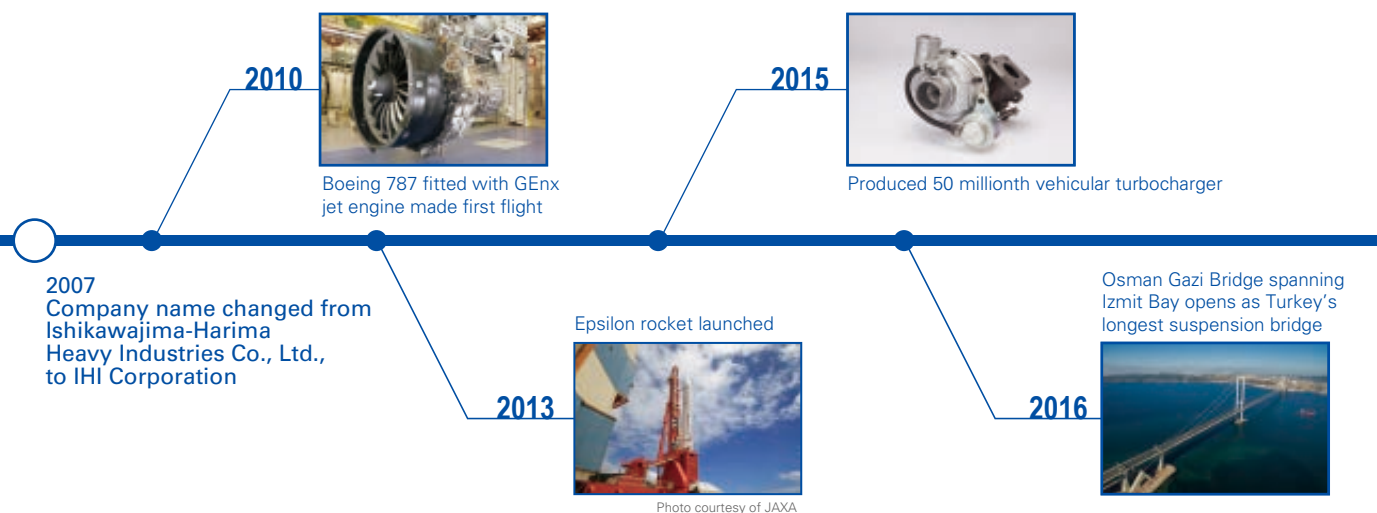 2010
Boeing 787 fitted with GEnx
jet engine made first flight
2015
Produced 50 millionth vehicular turbocharger
2007
Company name changed from
Ishikawajima-Harima
Heavy Industries Co., Ltd.,
to IHI Corporation
Epsilon rocket launched
2013
Photo courtesy of JAXA
Osman Gazi Bridge spanning
Izmit Bay opens as Turkey's
longest suspension bridge
2016